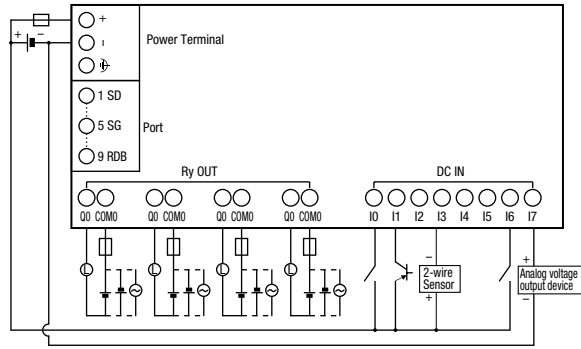 +
−
Power Terminal
+ −
1 SD
5 SG
Port
9 RDB
Ry OUT
DC IN
Q0 COM0 Q0 COM0 Q0 COM0 Q0 COM0 I0 I1 I2 I3 I4 I5 I6 I7
L L L L
−
2-wire
Sensor
+
+
Analog voltage
output device
−